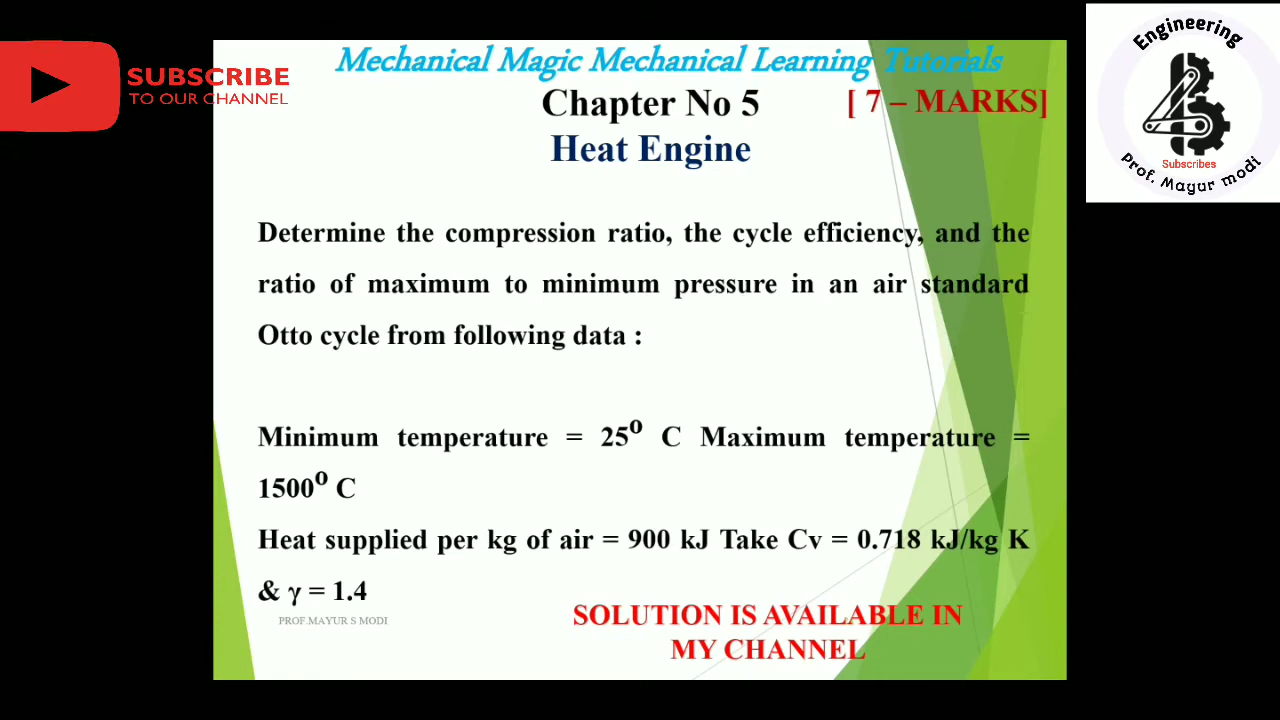 Mechanical Magic Mechanical Learning Tutorials
SUBSCRIBE
TO OUR CHANNEL
Chapter No 5
[ 7 – MARKS]
Heat Engine
Engineering
Subscribes
Prof. Mayur modi
Determine the compression ratio, the cycle efficiency, and the
ratio of maximum to minimum pressure in an air standard
Otto cycle from following data :
Minimum temperature = 25⁰ C Maximum temperature =
1500⁰ C
Heat supplied per kg of air = 900 kJ Take Cv = 0.718 kJ/kg K
& γ = 1.4
PROF.MAYUR S MODI
SOLUTION IS AVAILABLE IN
MY CHANNEL